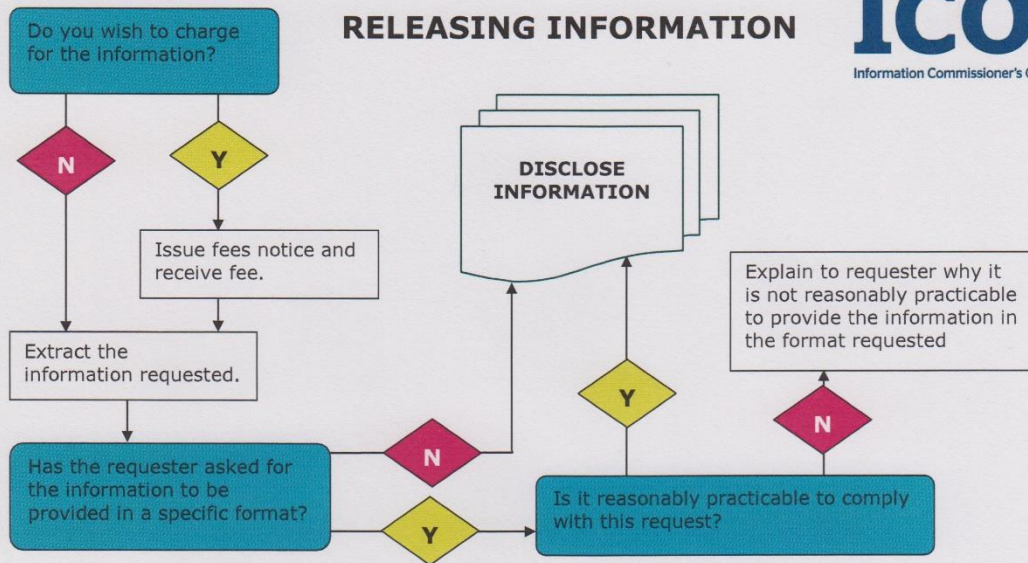 RELEASING INFORMATION
ico
Information Commissioner's
Do you wish to charge
for the information?
N
Y
Issue fees notice and
receive fee.
Extract the
information requested.
Has the requester asked for
the information to be
provided in a specific format?
N
Y
DISCLOSE
INFORMATION
Is it reasonably practicable to comply
with this request?
Y
N
Explain to requester why it
is not reasonably practicable
to provide the information in
the format requested